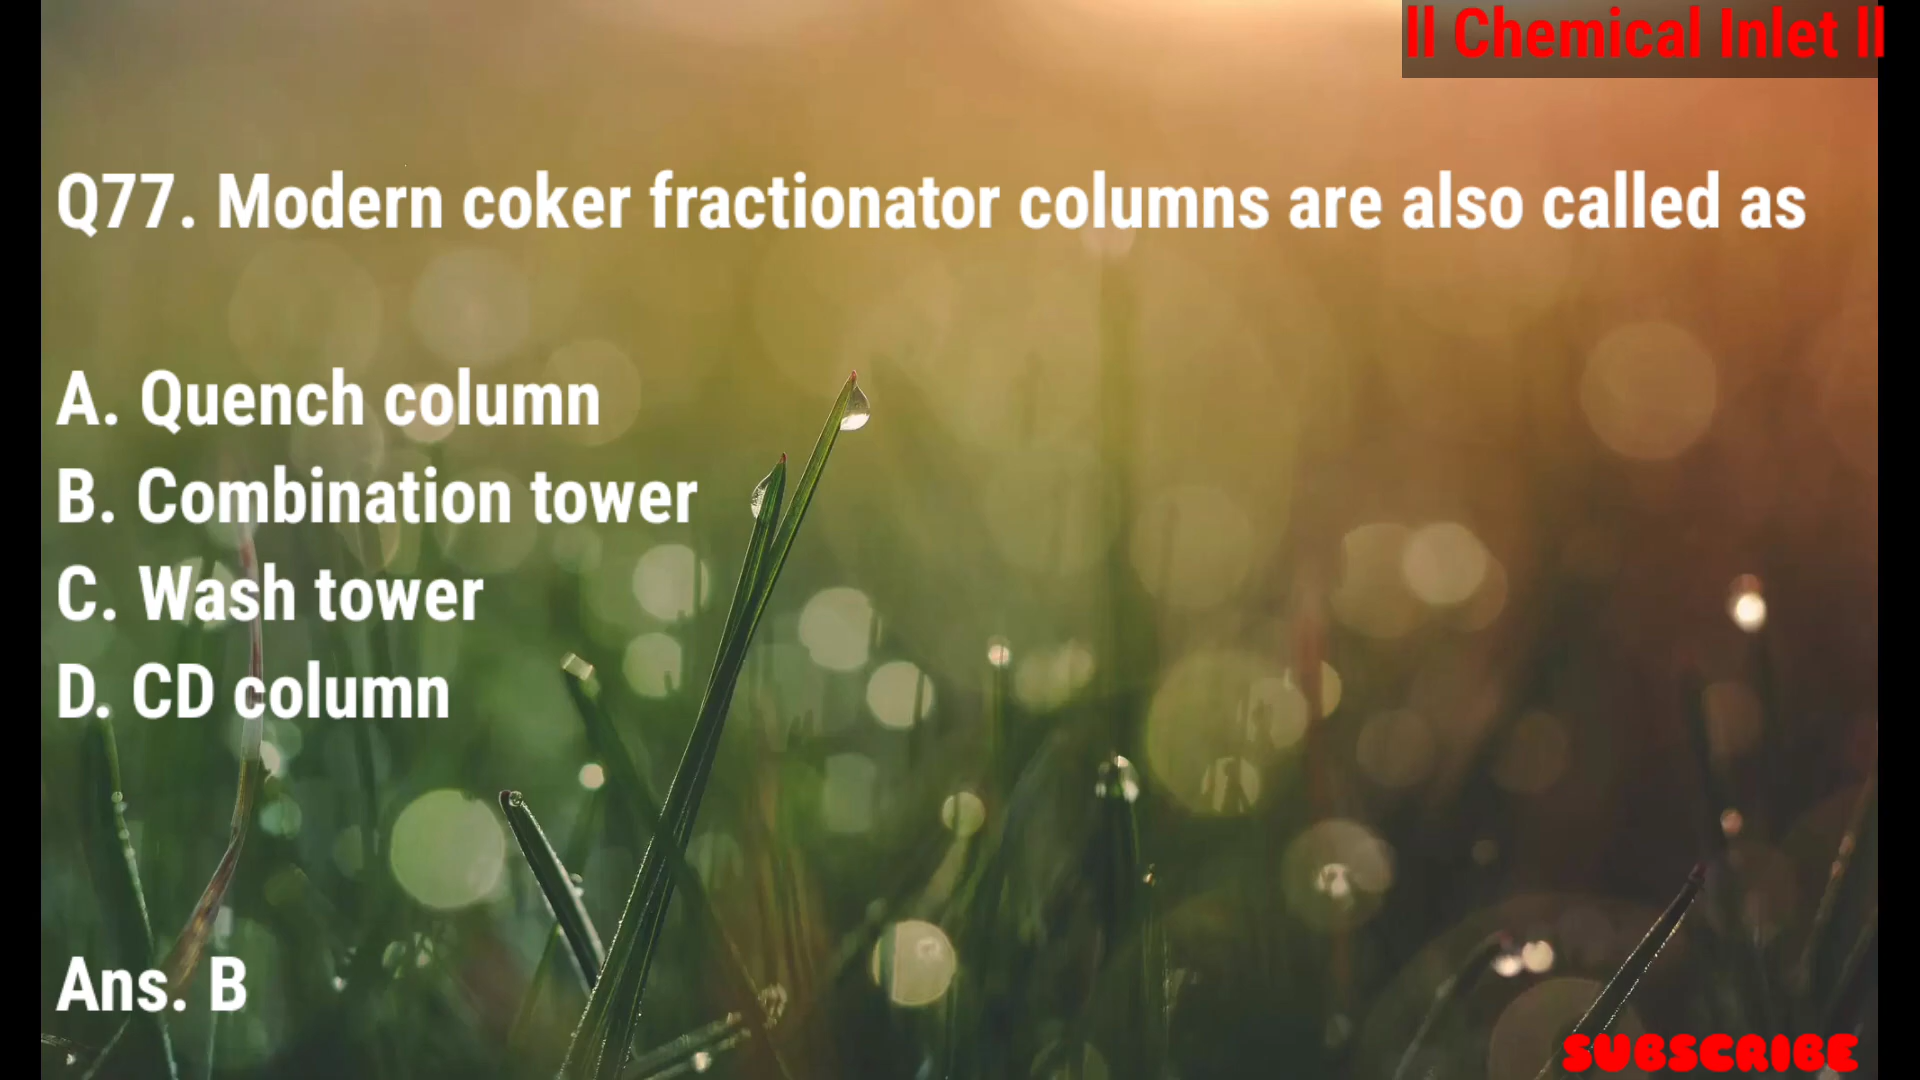 ll Chemical Inlet ll
Q77. Modern coker fractionator columns are also called as
A. Quench column
B. Combination tower
C. Wash tower
D. CD column
Ans. B
SUBSCRIBE